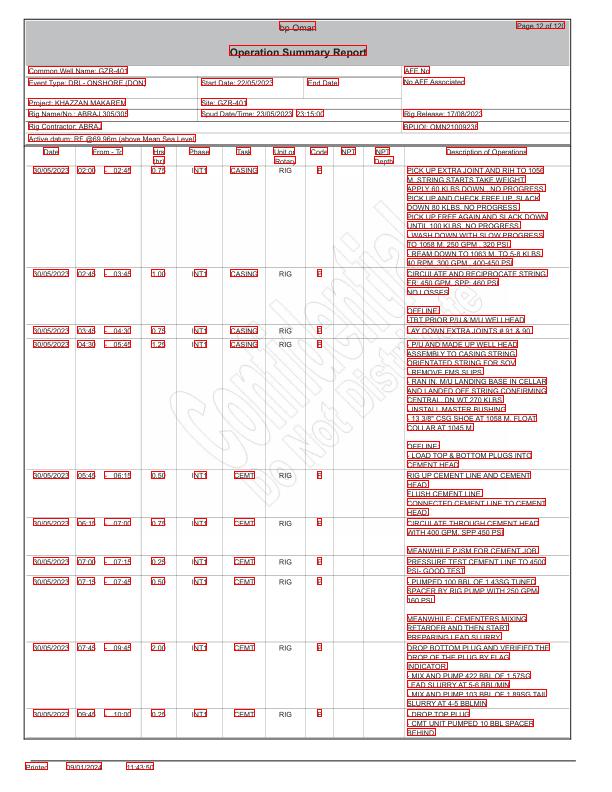 bp Oman
Page 12 of 120
Operation Summary Report
Common Well Name: GZR-401
AFE No
Event Type: DRL- ONSHORE (DON)
Start Date: 22/05/2023
End Date:
No AFE Associated
Project: KHAZZAN MAKAREM
Site: GZR-401
Rig Name/No.: ABRAJ 305/305
Spud Date/Time: 23/05/2023 23:15:00
Rig Release: 17/08/2023
Rig Contractor: ABRAJ
BPUOI: OMN21009236
Active datum: RF @69.96m (above Mean Sea Level)
Date From - To Hrs (hr) Phase Task Unit or Rotary Code NPT NPT Depth Description of Operations
30/05/2023 02:00 - 02:45 0.75 INT1 CASING RIG P PICK UP EXTRA JOINT AND RIH TO 1056
M. STRING STARTS TAKE WEIGHT.
APPLY 60 KLBS DOWN , NO PROGRESS.
PICK UP AND CHECK FREE UP, SLACK
DOWN 80 KLBS, NO PROGRESS.
PICK UP FREE AGAIN AND SLACK DOWN
UNTIL 100 KLBS, NO PROGRESS.
- WASH DOWN WITH SLOW PROGRESS
TO 1058 M, 250 GPM , 320 PSI
- REAM DOWN TO 1063 M, TO 5-8 KLBS,
40 RPM, 300 GPM , 400-450 PSI
30/05/2023 02:45 - 03:45 1.00 INT1 CASING RIG P CIRCULATE AND RECIPROCATE STRING
FR: 450 GPM, SPP: 460 PSI
NO LOSSES
OFFLINE:
-TBT PRIOR P/U & M/U WELLHEAD
30/05/2023 03:45 - 04:30 0.75 INT1 CASING RIG P - LAY DOWN EXTRA JOINTS # 91 & 90.
30/05/2023 04:30 - 05:45 1.25 INT1 CASING RIG P - P/U AND MADE UP WELL HEAD
ASSEMBLY TO CASING STRING.
ORIENTATED STRING FOR SOV
- REMOVE FMS SLIPS
- RAN IN, M/U LANDING BASE IN CELLAR
AND LANDED OFF STRING CONFIRMING
CENTRAL. DN WT 270 KLBS
- INSTALL MASTER BUSHING
- 13 3/8" CSG SHOE AT 1058 M, FLOAT
COLLAR AT 1045 M
OFFLINE:
- LOAD TOP & BOTTOM PLUGS INTO
CEMENT HEAD
30/05/2023 05:45 - 06:15 0.50 INT1 CEMT RIG P RIG UP CEMENT LINE AND CEMENT
HEAD.
FLUSH CEMENT LINE.
CONNECTED CEMENT LINE TO CEMENT
HEAD.
30/05/2023 06:15 - 07:00 0.75 INT1 CEMT RIG P CIRCULATE THROUGH CEMENT HEAD
WITH 400 GPM, SPP 450 PSI
MEANWHILE PJSM FOR CEMENT JOB
30/05/2023 07:00 - 07:15 0.25 INT1 CEMT RIG P PRESSURE TEST CEMENT LINE TO 4500
PSI- GOOD TEST
30/05/2023 07:15 - 07:45 0.50 INT1 CEMT RIG P - PUMPED 100 BBL OF 1.43SG TUNED
SPACER BY RIG PUMP WITH 250 GPM,
160 PSI
MEANWHILE: CEMENTERS MIXING
RETARDER AND THEN START
PREPARING LEAD SLURRY.
30/05/2023 07:45 - 09:45 2.00 INT1 CEMT RIG P DROP BOTTOM PLUG AND VERIFIED THE
DROP OF THE PLUG BY FLAG
INDICATOR
- MIX AND PUMP 422 BBL OF 1.57SG
LEAD SLURRY AT 5-6 BBL/MIN
- MIX AND PUMP 103 BBL OF 1.89SG TAIL
SLURRY AT 4-5 BBLMIN
30/05/2023 09:45 - 10:00 0.25 INT1 CEMT RIG P - DROP TOP PLUG
- CMT UNIT PUMPED 10 BBL SPACER
BEHIND.
Confidential
Do Not Distribute
Printed 09/01/2024 11:43:50